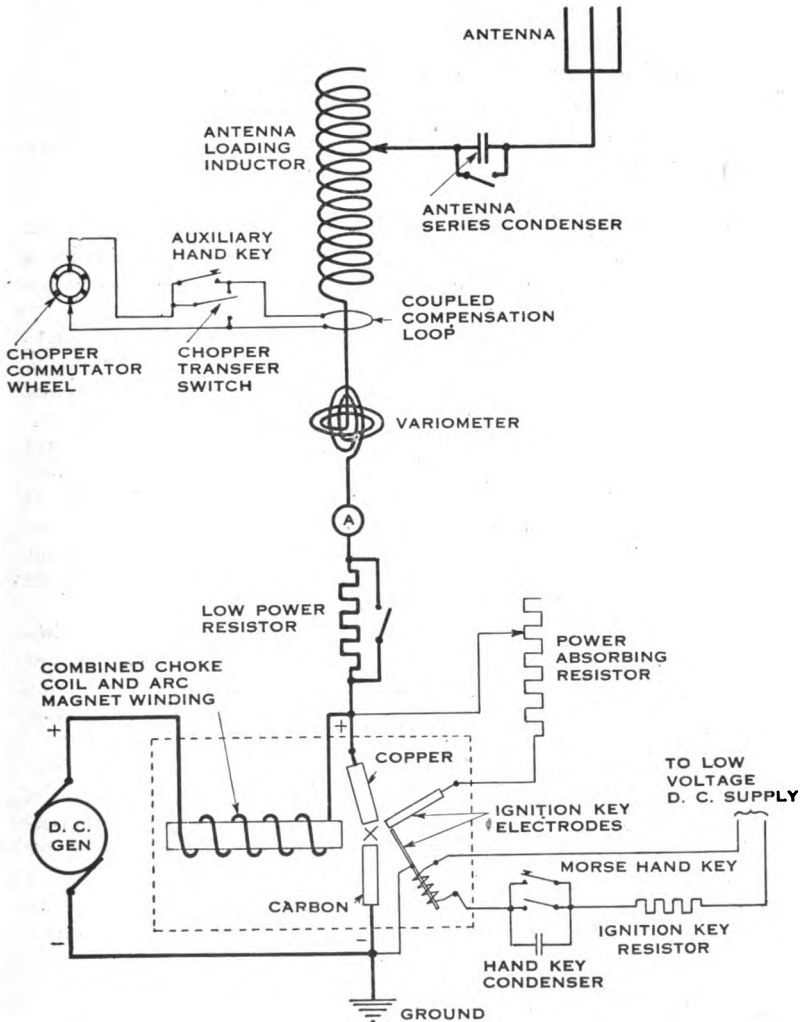 ANTENNA
ANTENNA
LOADING
INDUCTOR
ANTENNA
SERIES CONDENSER
AUXILIARY
HAND KEY
COUPLED
COMPENSATION
LOOP
CHOPPER
COMMUTATOR
WHEEL
CHOPPER
TRANSFER
SWITCH
VARIOMETER
A
LOW POWER
RESISTOR
POWER
ABSORBING
RESISTOR
COMBINED CHOKE
COIL AND ARC
MAGNET WINDING
+
+
COPPER
TO LOW
VOLTAGE
D. C. SUPPLY
IGNITION KEY
ELECTRODES
D. C.
GEN
MORSE HAND KEY
CARBON
IGNITION KEY
RESISTOR
–
–
HAND KEY
CONDENSER
GROUND